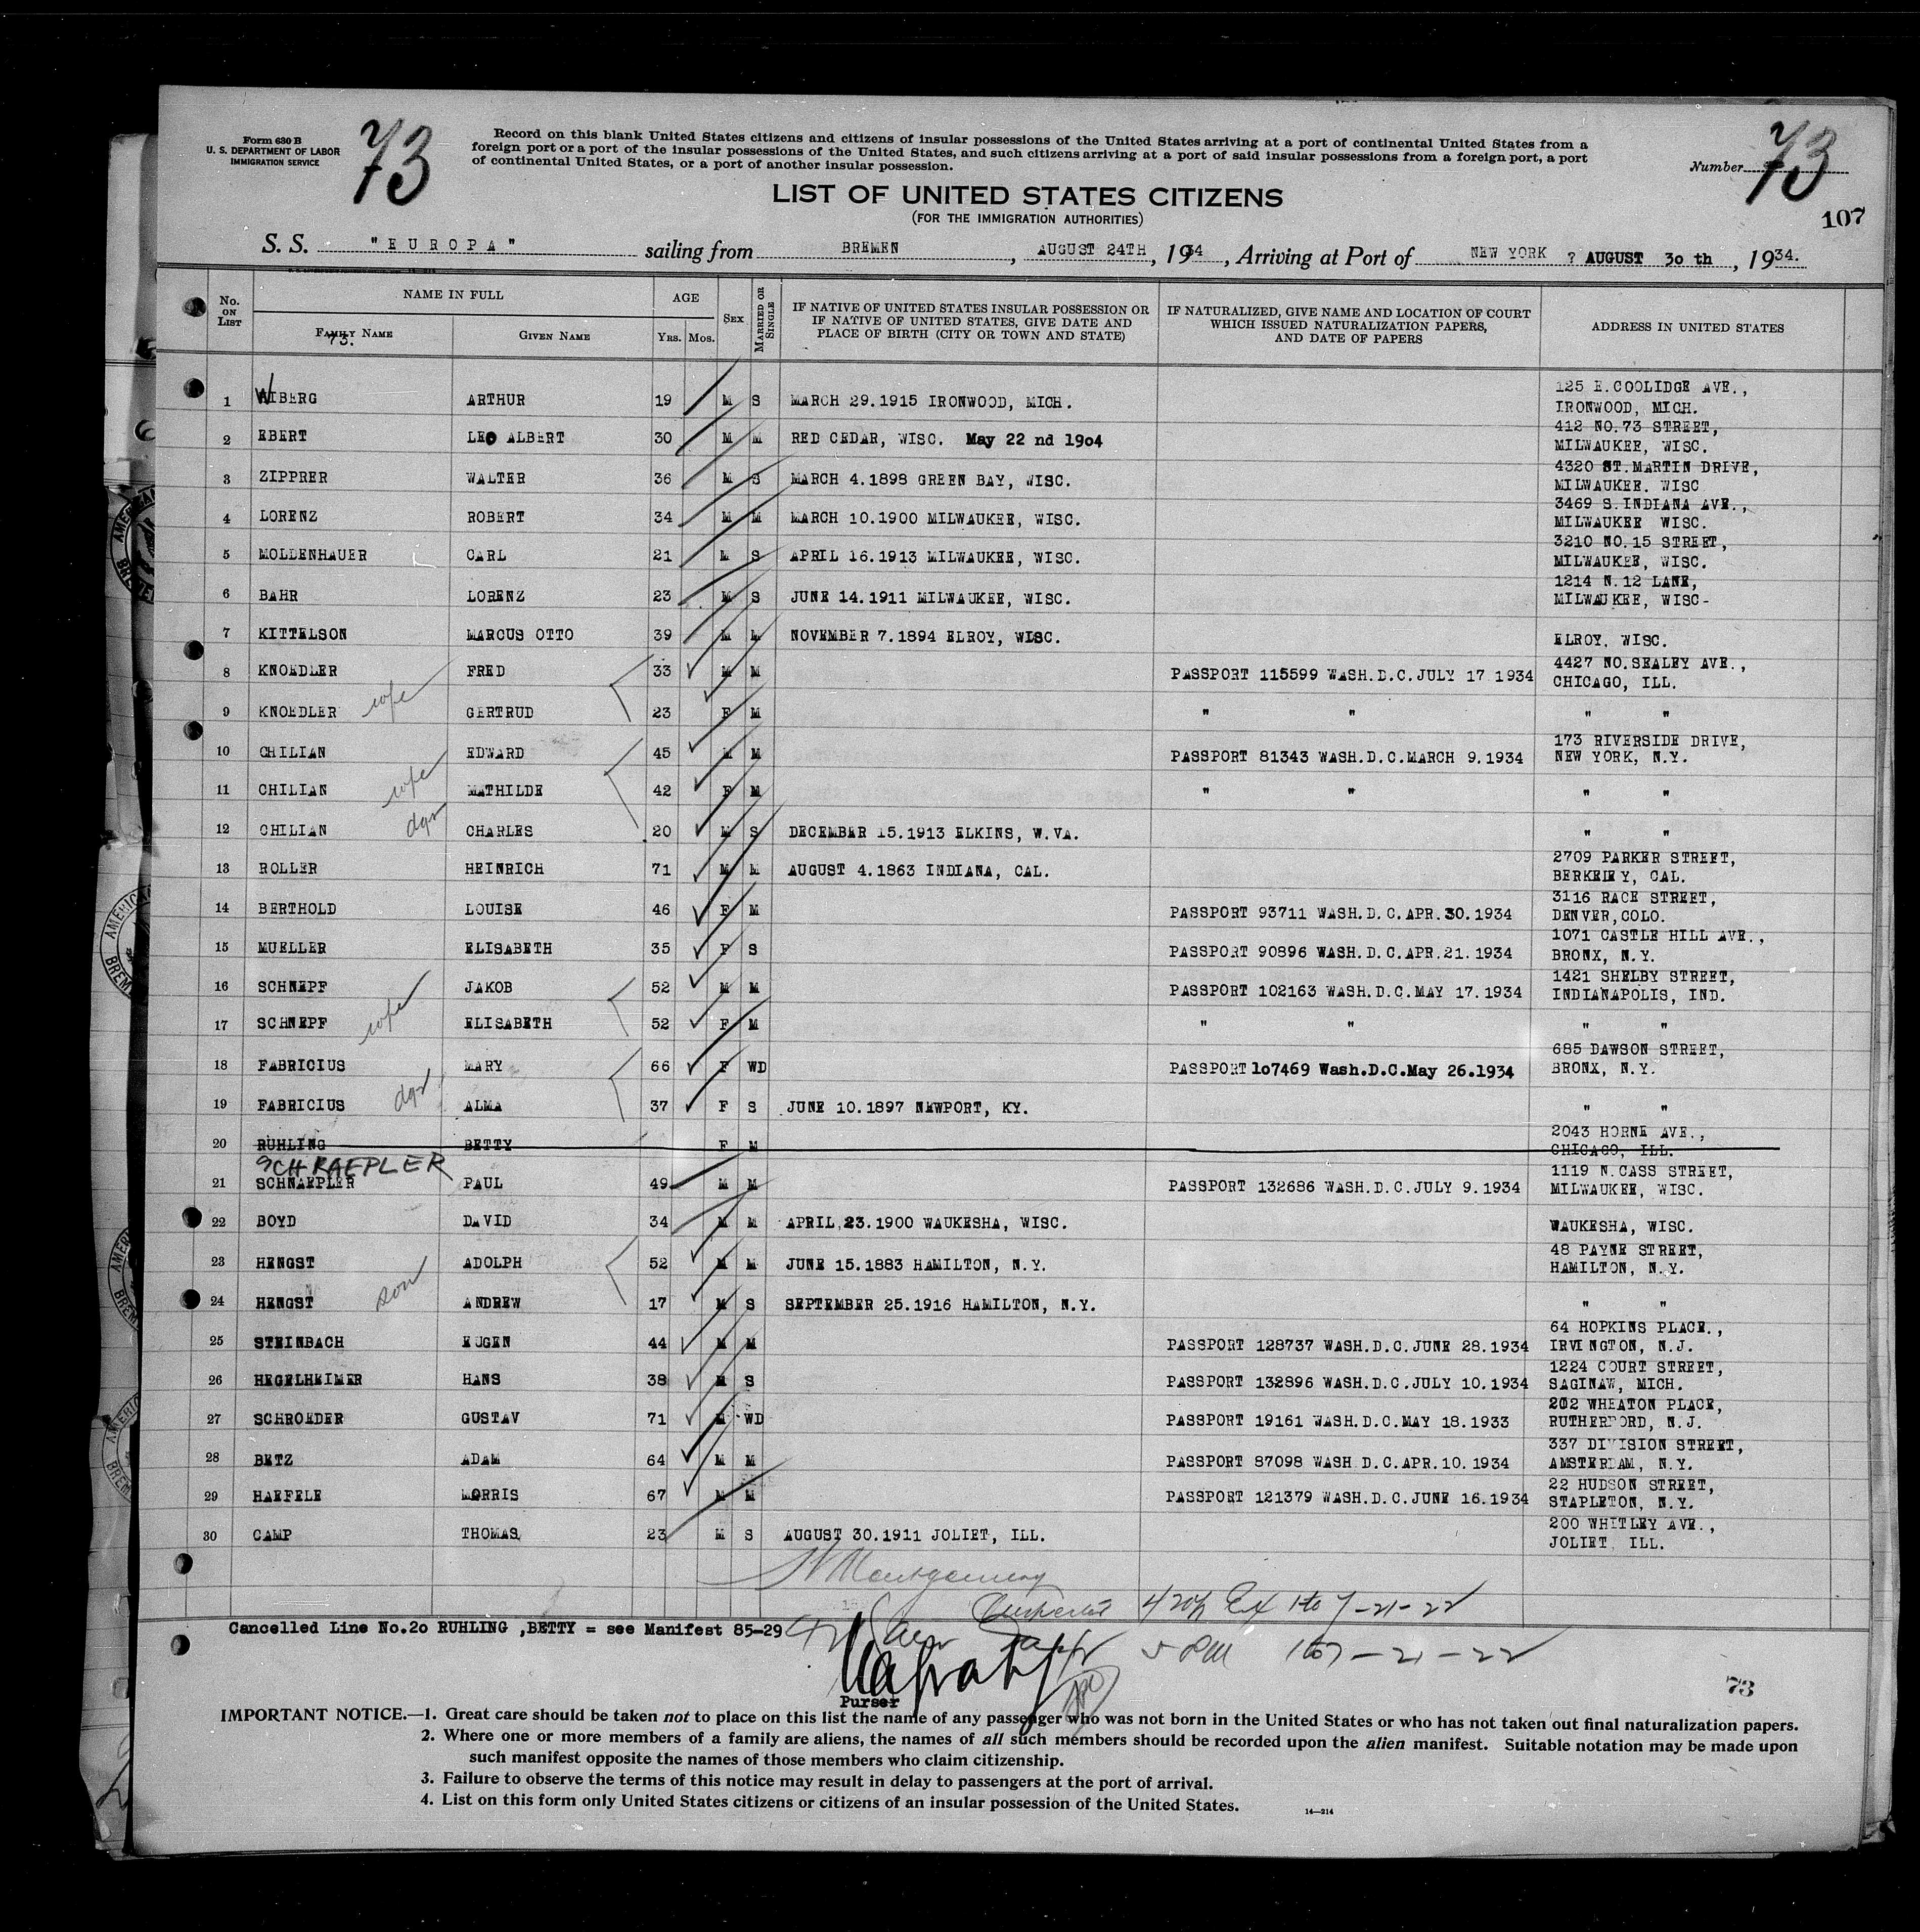 Form 630 B
U. S. DEPARTMENT OF LABOR
IMMIGRATION SERVICE
73
Record on this blank United States citizens and citizens of insular possessions of the United States arriving at a port of continental United States from a
foreign port or a port of the insular possessions of the United States, and such citizens arriving at a port of said insular possessions from a foreign port, a port
of continental United States, or a port of another insular possession.
Number 73
107
LIST OF UNITED STATES CITIZENS
(FOR THE IMMIGRATION AUTHORITIES)
S. S. "EUROPA" sailing from BREMEN, AUGUST 24TH, 1934, Arriving at Port of NEW YORK ? AUGUST 30 th, 1934.
No. ON LIST
NAME IN FULL
FAMILY NAME
73.
GIVEN NAME
AGE
YRS. MOS.
SEX
MARRIED OR SINGLE
IF NATIVE OF UNITED STATES INSULAR POSSESSION OR
IF NATIVE OF UNITED STATES, GIVE DATE AND
PLACE OF BIRTH (CITY OR TOWN AND STATE)
IF NATURALIZED, GIVE NAME AND LOCATION OF COURT
WHICH ISSUED NATURALIZATION PAPERS,
AND DATE OF PAPERS
ADDRESS IN UNITED STATES
1 WIBERG ARTHUR 19 M S MARCH 29.1915 IRONWOOD, MICH. 125 E.COOLIDGE AVE.,
IRONWOOD, MICH.
2 EBERT LEO ALBERT 30 M M RED CEDAR, WISC. May 22 nd 1904 412 NO.73 STREET,
MILWAUKEE, WISC.
3 ZIPPRER WALTER 36 M S MARCH 4.1898 GREEN BAY, WISC. 4320 ST.MARTIN DRIVE,
MILWAUKEE. WISC
4 LORENZ ROBERT 34 M M MARCH 10.1900 MILWAUKEE, WISC. 3469 S.INDIANA AVE.,
MILWAUKEE WISC.
5 MOLDENHAUER CARL 21 M S APRIL 16.1913 MILWAUKEE, WISC. 3210 NO.15 STREET,
MILWAUKEE, WISC.
6 BAHR LORENZ 23 M S JUNE 14.1911 MILWAUKEE, WISC. 1214 N.12 LANE,
MILWAUKEE, WISC-
7 KITTELSON MARCUS OTTO 39 M M NOVEMBER 7.1894 ELROY, WISC. ELROY, WISC.
8 KNOEDLER FRED 33 M M PASSPORT 115599 WASH.D.C.JULY 17 1934 4427 NO.SEALEY AVE.,
CHICAGO, ILL.
9 KNOEDLER wife GERTRUD 23 F M " " " "
10 CHILIAN EDWARD 45 M M PASSPORT 81343 WASH.D.C.MARCH 9.1934 173 RIVERSIDE DRIVE,
NEW YORK, N.Y.
11 CHILIAN wife MATHILDE 42 F M " " " "
12 CHILIAN dgr CHARLES 20 M S DECEMBER 15.1913 ELKINS, W.VA. " "
13 ROLLER HEINRICH 71 M M AUGUST 4.1863 INDIANA, CAL. 2709 PARKER STREET,
BERKELEY, CAL.
14 BERTHOLD LOUISE 46 F M PASSPORT 93711 WASH.D.C.APR.30.1934 3116 RACE STREET,
DENVER,COLO.
15 MUELLER ELISABETH 35 F S PASSPORT 90896 WASH.D.C.APR.21.1934 1071 CASTLE HILL AVE.,
BRONX, N.Y.
16 SCHNEPF JAKOB 52 M M PASSPORT 102163 WASH.D.C.MAY 17.1934 1421 SHELBY STREET,
INDIANAPOLIS, IND.
17 SCHNEPF wife ELISABETH 52 F M " " " "
18 FABRICIUS MARY 66 F WD PASSPORT 107469 Wash.D.C.May 26.1934 685 DAWSON STREET,
BRONX, N.Y.
19 FABRICIUS dgr ALMA 37 F S JUNE 10.1897 NEWPORT, KY. " "
20 RUHLING BETTY F M 2043 HORNE AVE.,
CHICAGO, ILL.
SCHRAEPLER
21 SCHNAEPLER PAUL 49 M M PASSPORT 132686 WASH.D.C.JULY 9.1934 1119 N.CASS STREET,
MILWAUKEE, WISC.
22 BOYD DAVID 34 M M APRIL 23.1900 WAUKESHA, WISC. WAUKESHA, WISC.
23 HENGST ADOLPH 52 M M JUNE 15.1883 HAMILTON, N.Y. 48 PAYNE STREET,
HAMILTON, N.Y.
24 HENGST son ANDREW 17 M S SEPTEMBER 25.1916 HAMILTON, N.Y. " "
25 STEINBACH EUGEN 44 M M PASSPORT 128737 WASH.D.C.JUNE 28.1934 64 HOPKINS PLACE.,
IRVINGTON, N.J.
26 HEGELHEIMER HANS 38 M S PASSPORT 132896 WASH.D.C.JULY 10.1934 1224 COURT STREET,
SAGINAW, MICH.
27 SCHROEDER GUSTAV 71 M WD PASSPORT 19161 WASH.D.C.MAY 18.1933 202 WHEATON PLACE,
RUTHERFORD, N.J.
28 BETZ ADAM 64 M M PASSPORT 87098 WASH D.C.APR.10.1934 337 DIVISION STREET,
AMSTERDAM, N.Y.
29 HAEFELE MORRIS 67 M M PASSPORT 121379 WASH.D.C.JUNE 16.1934 22 HUDSON STREET,
STAPLETON, N.Y.
30 CAMP THOMAS 23 M S AUGUST 30.1911 JOLIET, ILL. 200 WHITLEY AVE.,
JOLIET ILL.
Montgomery
1 to 7-21-22
Cancelled Line No.20 RUHLING ,BETTY = see Manifest 85-29
5 PM 1 to 7-21-22
Purser
73
IMPORTANT NOTICE.—1. Great care should be taken not to place on this list the name of any passenger who was not born in the United States or who has not taken out final naturalization papers.
2. Where one or more members of a family are aliens, the names of all such members should be recorded upon the alien manifest. Suitable notation may be made upon
such manifest opposite the names of those members who claim citizenship.
3. Failure to observe the terms of this notice may result in delay to passengers at the port of arrival.
4. List on this form only United States citizens or citizens of an insular possession of the United States.
14—214